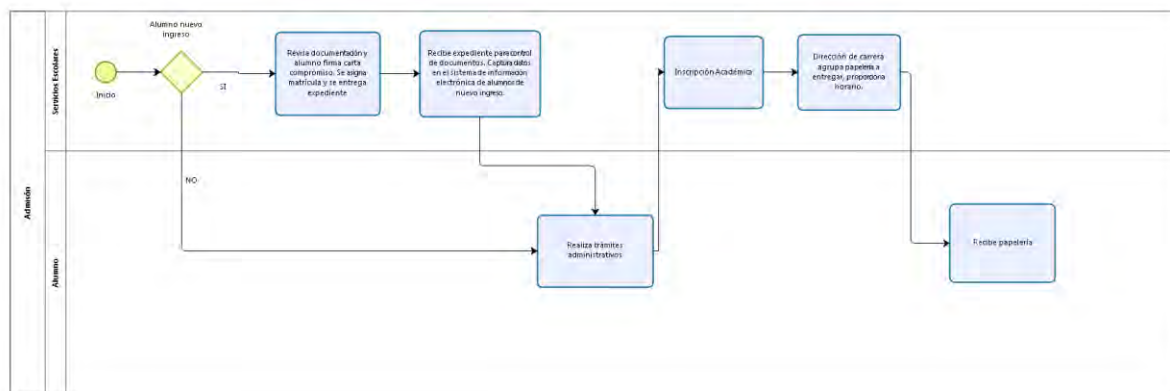 Admisión
Servicios Escolares
Alumno nuevo
ingreso
Inicio
SI
Revisa documentación y
alumno firma carta
compromiso. Se asigna
matrícula y se entrega
expediente
Recibe expediente para control
de documentos. Captura datos
en el sistema de información
electrónica de alumnos de
nuevo ingreso.
Inscripción Académica
Dirección de carrera
agrupa papelería a
entregar, proporciona
horario.
Alumno
NO
Realiza trámites
administrativos
Recibe papelería